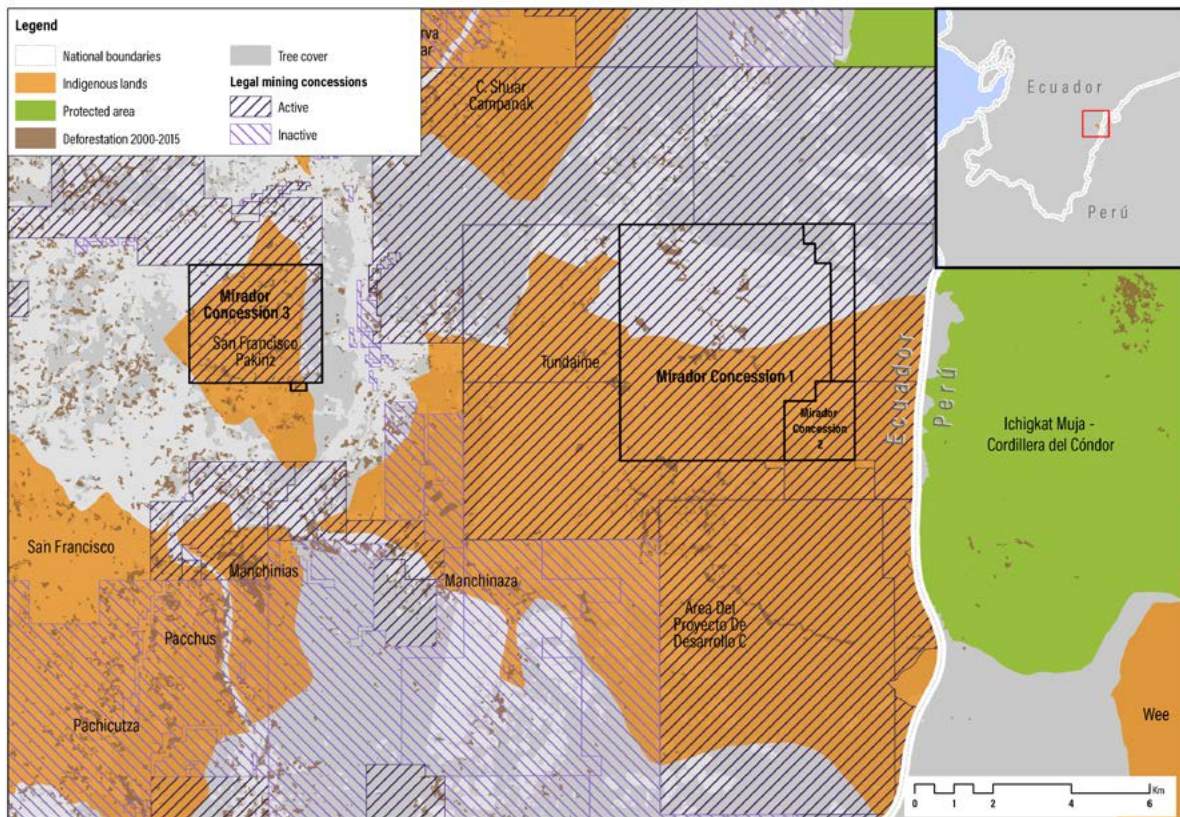 Legend
National boundaries
Indigenous lands
Protected area
Deforestation 2000-2015
Tree cover
Legal mining concessions
Active
Inactive
C. Shuar
Campanak
Ecuador
Perú
Mirador
Concession 3
San Francisco
Pakinz
Tundaime
Mirador Concession 1
Mirador
Concession
2
Ecuador
Perú
Ichigkat Muja -
Cordillera del Cóndor
San Francisco
Manchinias
Manchinaza
Area Del
Proyecto De
Desarrollo C
Pacchus
Pachicutza
Wee
Km
0 1 2 4 6